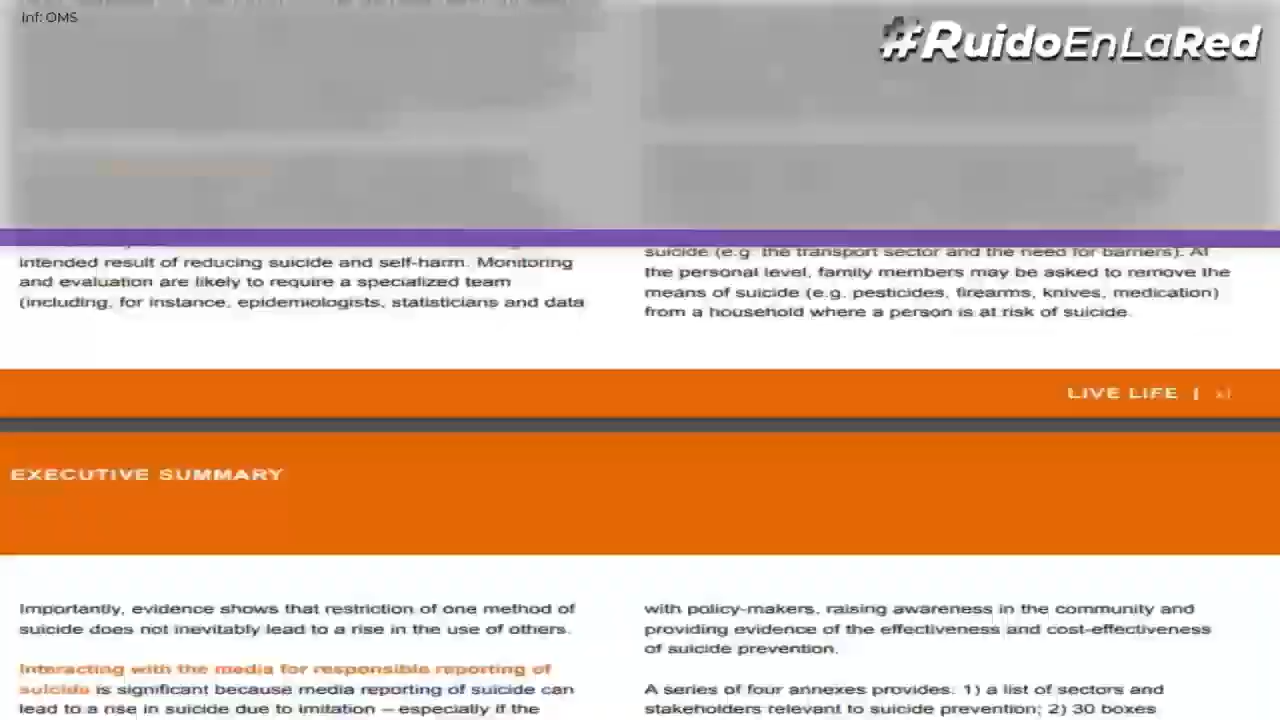 Inf: OMS
#RuidoEnLaRed
intended result of reducing suicide and self-harm. Monitoring
and evaluation are likely to require a specialized team
(including, for instance, epidemiologists, statisticians and data
suicide (e.g. the transport sector and the need for barriers). At
the personal level, family members may be asked to remove the
means of suicide (e.g. pesticides, firearms, knives, medication)
from a household where a person is at risk of suicide.
LIVE LIFE | xi
EXECUTIVE SUMMARY
Importantly, evidence shows that restriction of one method of
suicide does not inevitably lead to a rise in the use of others.
Interacting with the media for responsible reporting of
suicide is significant because media reporting of suicide can
lead to a rise in suicide due to imitation – especially if the
with policy-makers, raising awareness in the community and
providing evidence of the effectiveness and cost-effectiveness
of suicide prevention.
A series of four annexes provides: 1) a list of sectors and
stakeholders relevant to suicide prevention; 2) 30 boxes